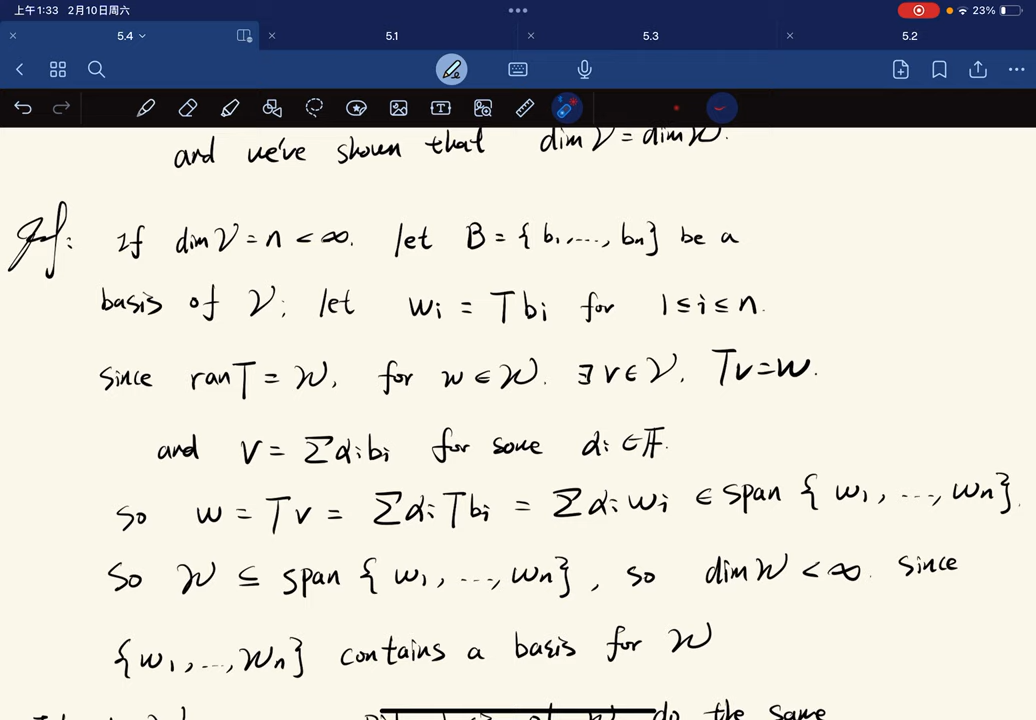 上午1:33 2月10日周六
23%
5.4
5.1
5.3
5.2
and we've shown that dim V = dim W.
If dim V = n < ∞. let B = { b1, ..., bn } be a
basis of V; let wi = T bi for 1 ≤ i ≤ n.
since ran T = W, for w ∈ W. ∃ v ∈ V, Tv = w.
and V = Σ αi bi for some αi ∈ F.
so w = Tv = Σ αi T bi = Σ αi wi ∈ span { w1, ..., wn }.
So W ⊆ span { w1, ..., wn }, so dim W < ∞. since
{ w1, ..., wn } contains a basis for W
do the same